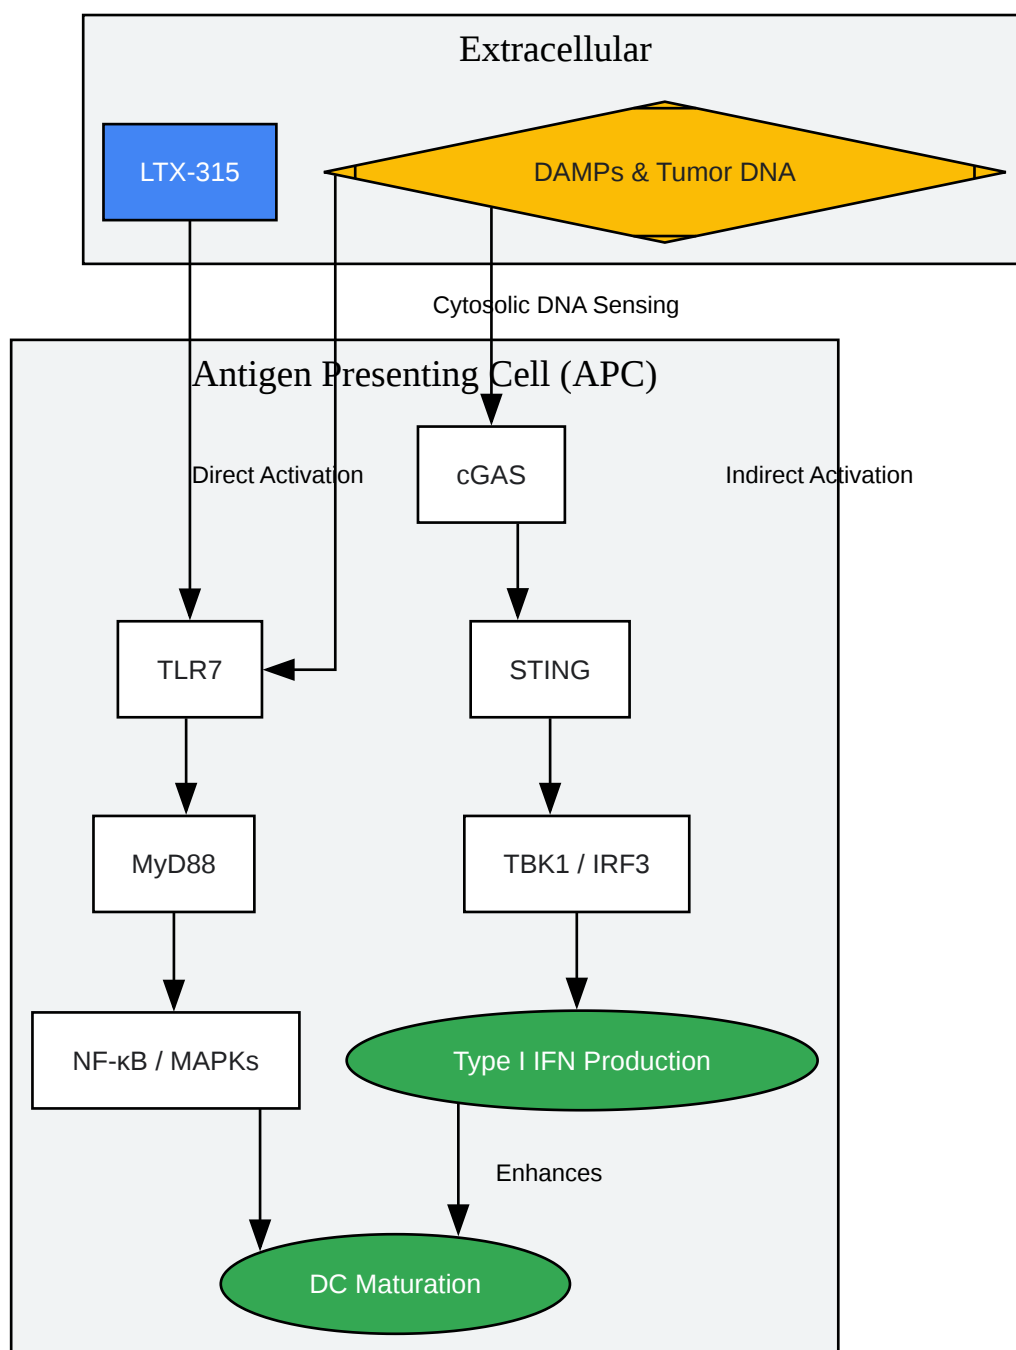 Extracellular
LTX-315
DAMPs & Tumor DNA
Cytosolic DNA Sensing
Antigen Presenting Cell (APC)
Direct Activation
cGAS
Indirect Activation
TLR7
STING
MyD88
TBK1 / IRF3
NF-κB / MAPKs
Type I IFN Production
Enhances
DC Maturation